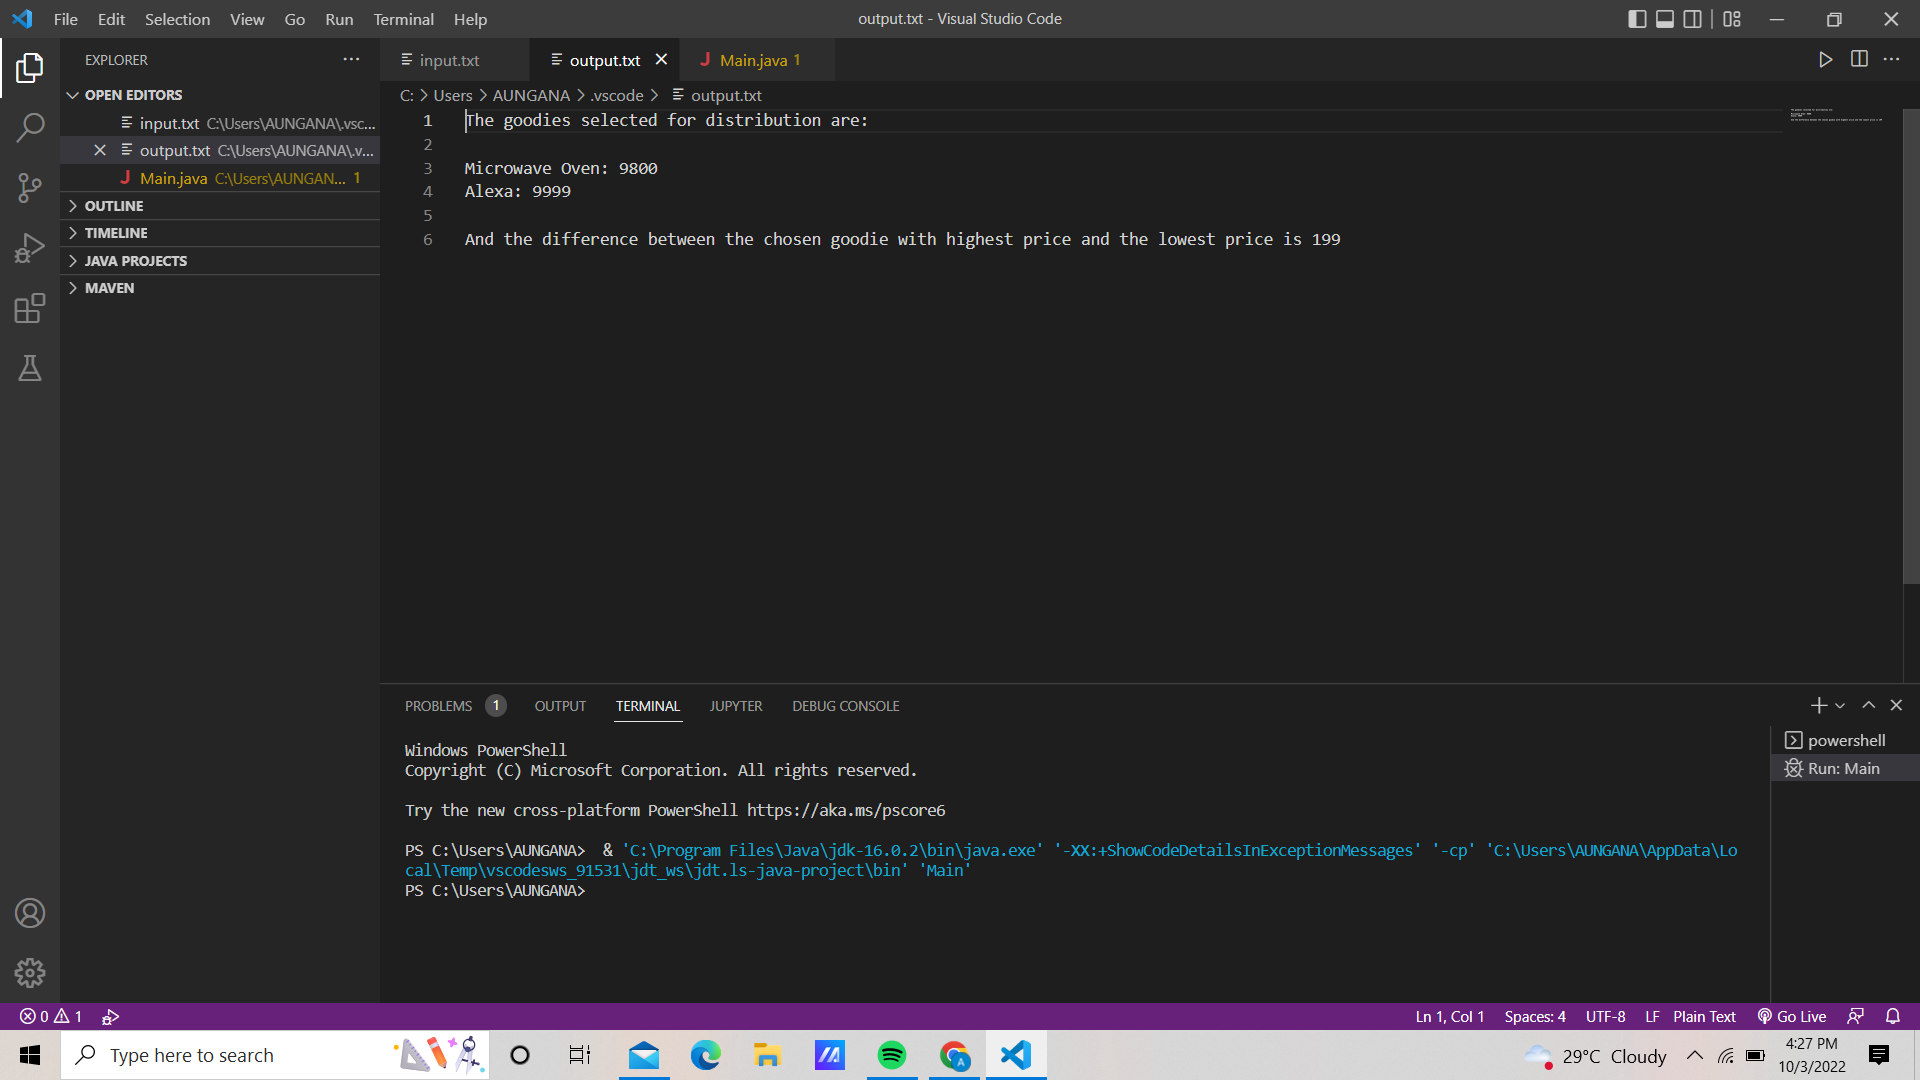 File Edit Selection View Go Run Terminal Help
output.txt - Visual Studio Code
EXPLORER
OPEN EDITORS
input.txt C:\Users\AUNGANA\.vsc...
output.txt C:\Users\AUNGANA\.v...
Main.java C:\Users\AUNGAN... 1
OUTLINE
TIMELINE
JAVA PROJECTS
MAVEN
input.txt output.txt Main.java 1
C: > Users > AUNGANA > .vscode > output.txt
1 The goodies selected for distribution are:
2
3 Microwave Oven: 9800
4 Alexa: 9999
5
6 And the difference between the chosen goodie with highest price and the lowest price is 199
PROBLEMS 1 OUTPUT TERMINAL JUPYTER DEBUG CONSOLE
Windows PowerShell
Copyright (C) Microsoft Corporation. All rights reserved.
Try the new cross-platform PowerShell https://aka.ms/pscore6
PS C:\Users\AUNGANA>  & 'C:\Program Files\Java\jdk-16.0.2\bin\java.exe' '-XX:+ShowCodeDetailsInExceptionMessages' '-cp' 'C:\Users\AUNGANA\AppData\Lo
cal\Temp\vscodesws_91531\jdt_ws\jdt.ls-java-project\bin' 'Main'
PS C:\Users\AUNGANA>
powershell
Run: Main
0 1
Ln 1, Col 1 Spaces: 4 UTF-8 LF Plain Text Go Live
Type here to search
A
29°C Cloudy
4:27 PM
10/3/2022